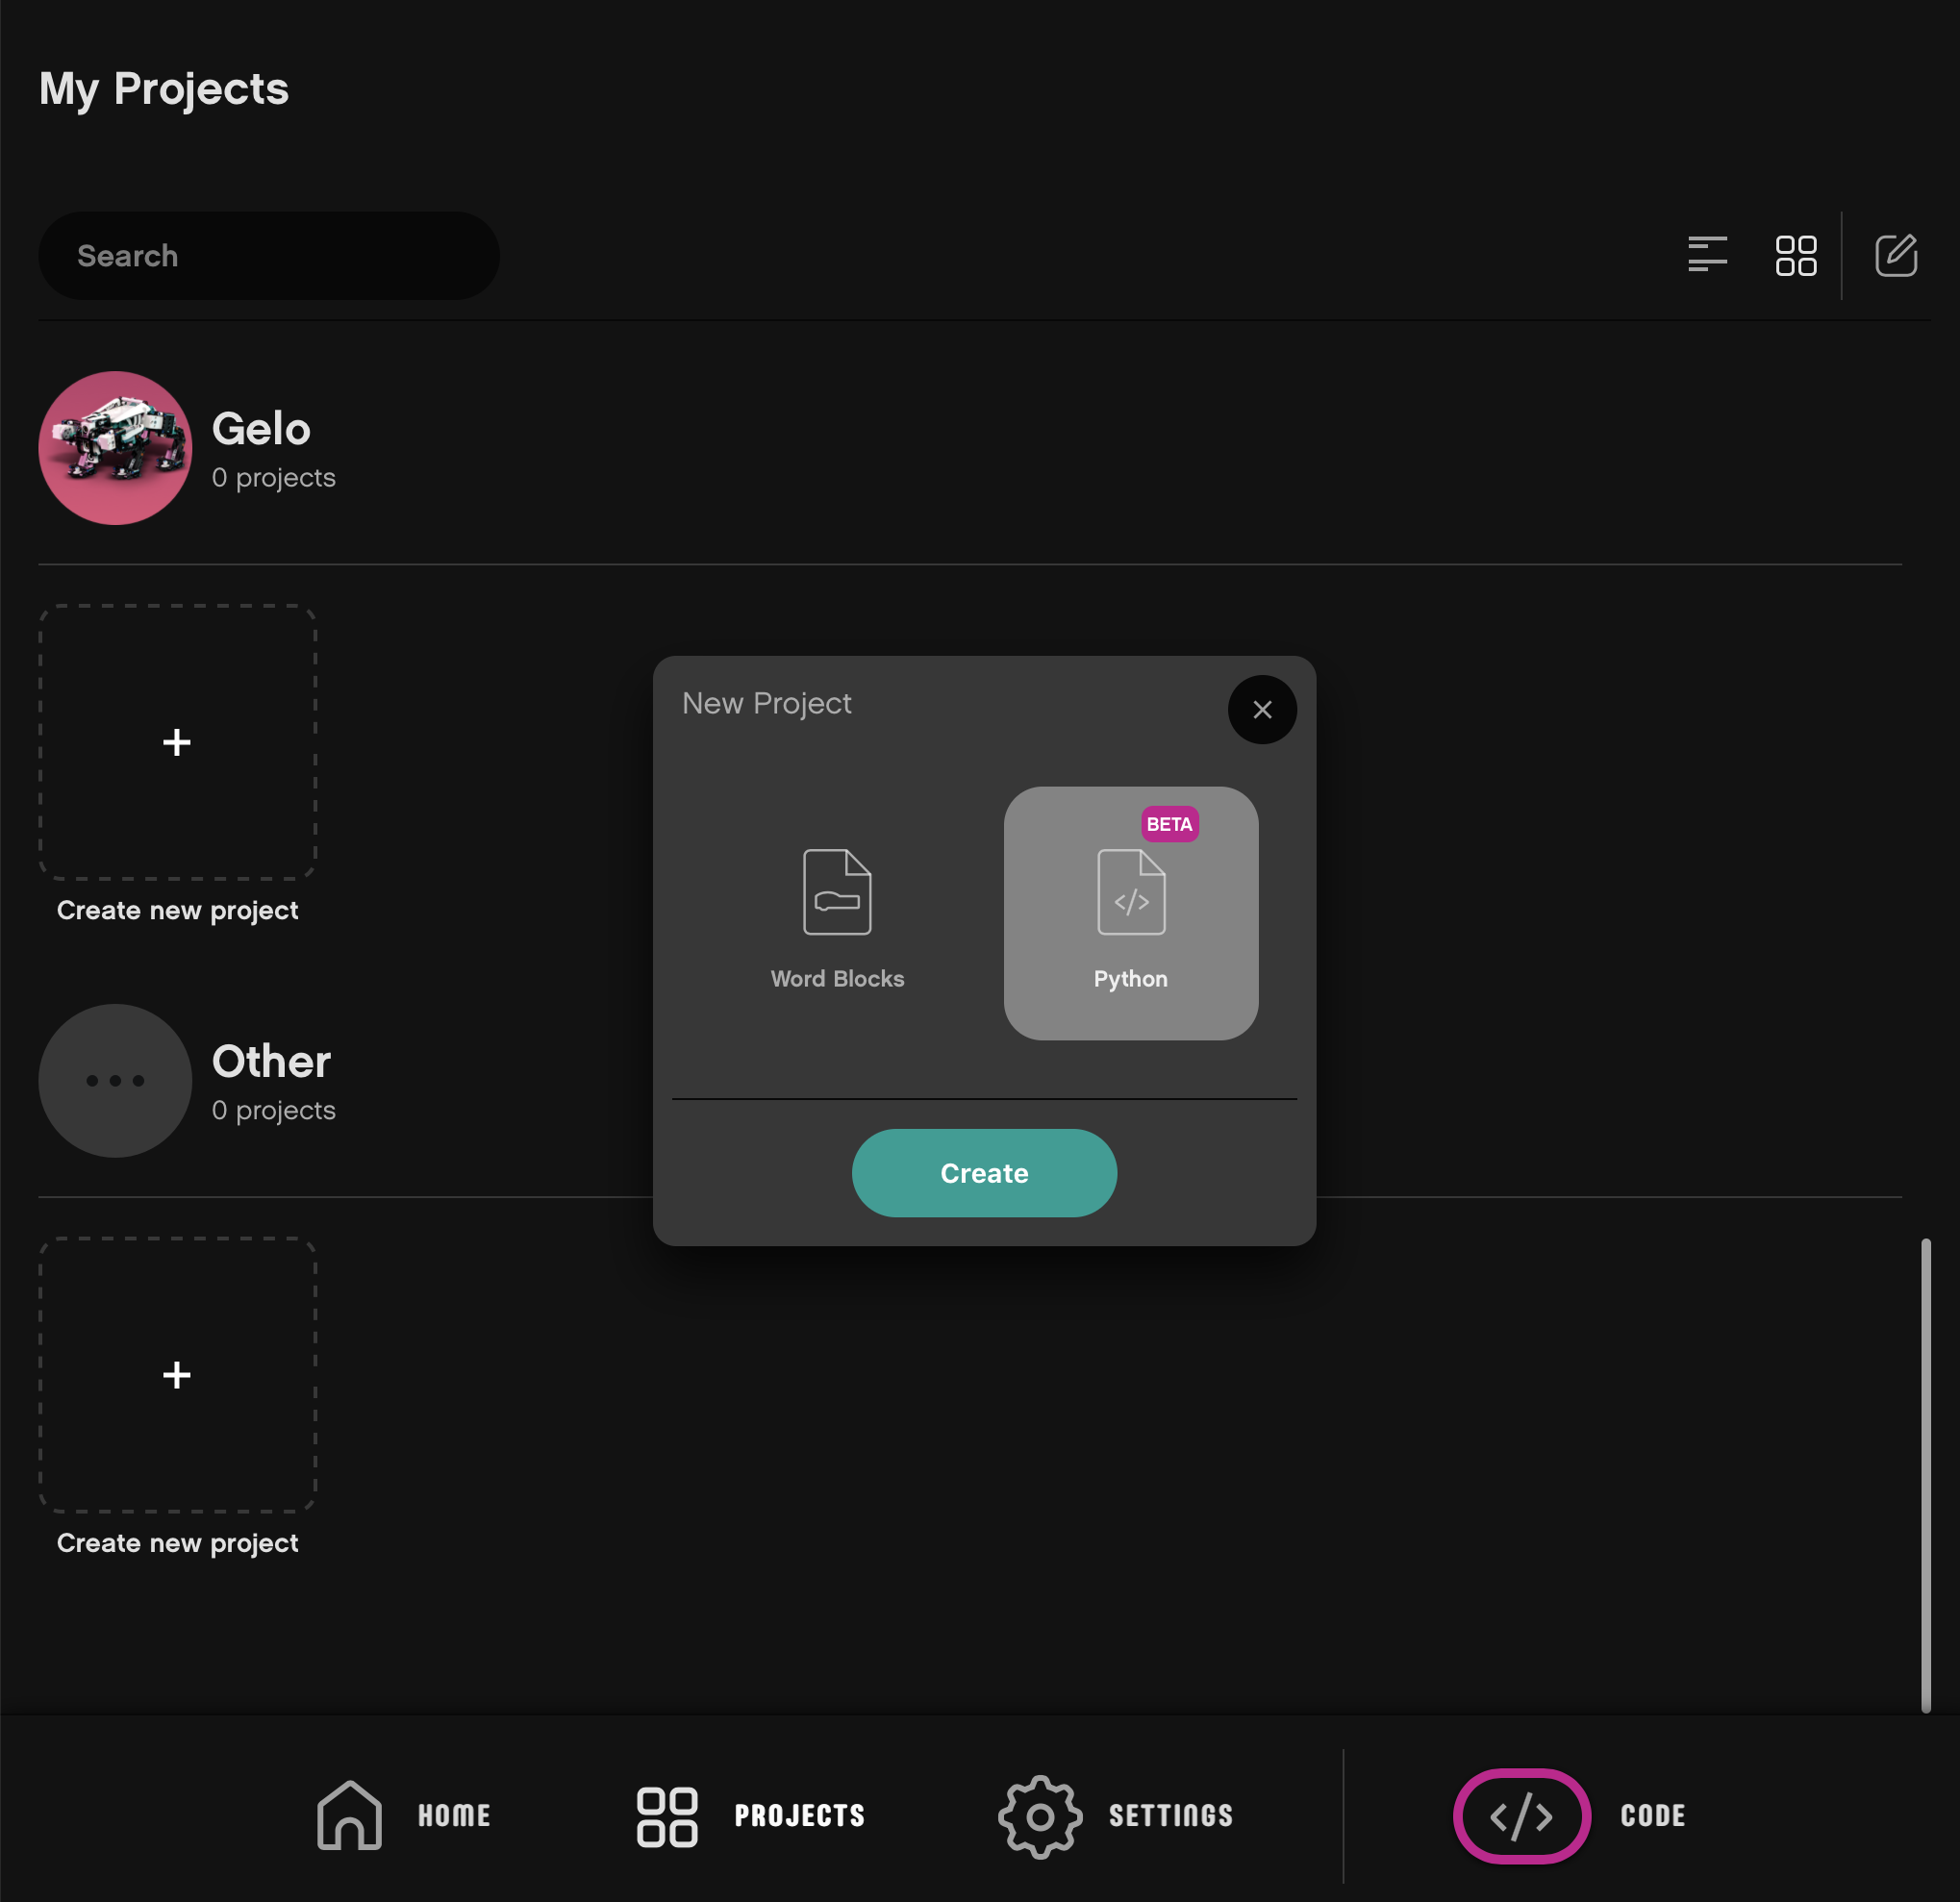 My Projects
Search
Gelo
0 projects
Create new project
Other
0 projects
Create new project
New Project
BETA
Word Blocks
Python
Create
HOME
PROJECTS
SETTINGS
CODE